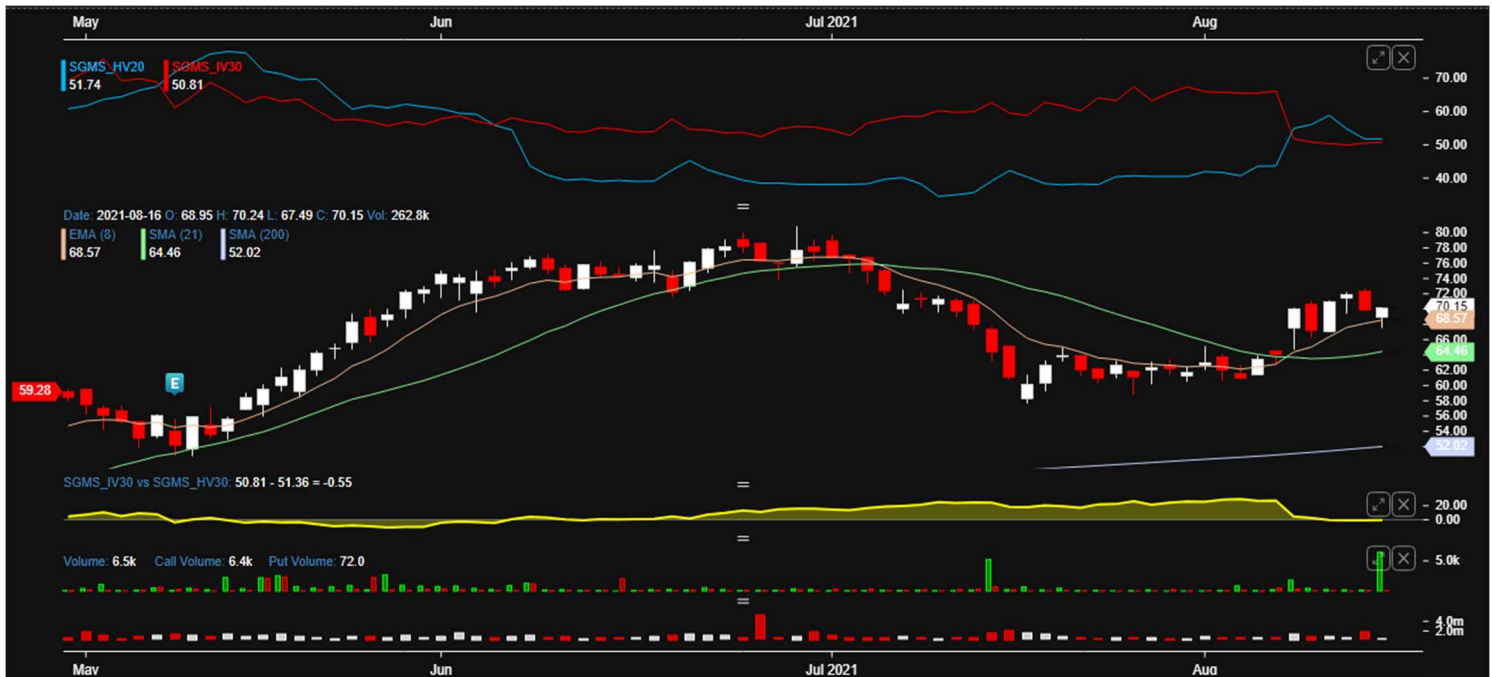 May Jun Jul 2021 Aug
SGMS_HV20 SGMS_IV30
51.74 50.81
70.00
60.00
50.00
40.00
Date: 2021-08-16 O: 68.95 H: 70.24 L: 67.49 C: 70.15 Vol: 262.8k
EMA (8) SMA (21) SMA (200)
68.57 64.46 52.02
80.00
78.00
76.00
74.00
72.00
70.15
68.57
66.00
64.46
62.00
60.00
58.00
56.00
54.00
52.02
59.28
E
SGMS_IV30 vs SGMS_HV30: 50.81 - 51.36 = -0.55
20.00
0.00
Volume: 6.5k Call Volume: 6.4k Put Volume: 72.0
5.0k
4.0m
2.0m
May Jun Jul 2021 Aug